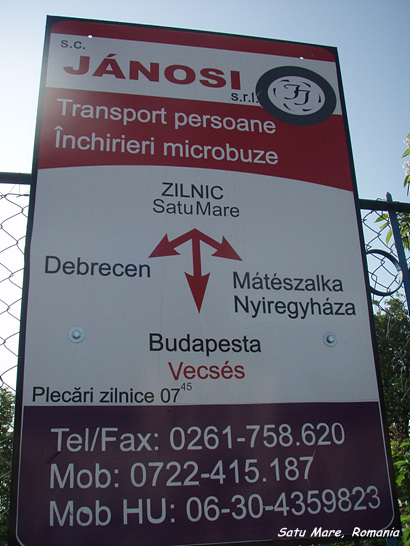 s.c.
JÁNOSI
s.r.l.
Transport persoane
Închirieri microbuze
ZILNIC
Satu Mare
Debrecen
Mátészalka
Nyiregyháza
Budapesta
Vecsés
Plecări zilnice 07⁴⁵
Tel/Fax: 0261-758.620
Mob: 0722-415.187
Mob HU: 06-30-4359823
Satu Mare, Romania